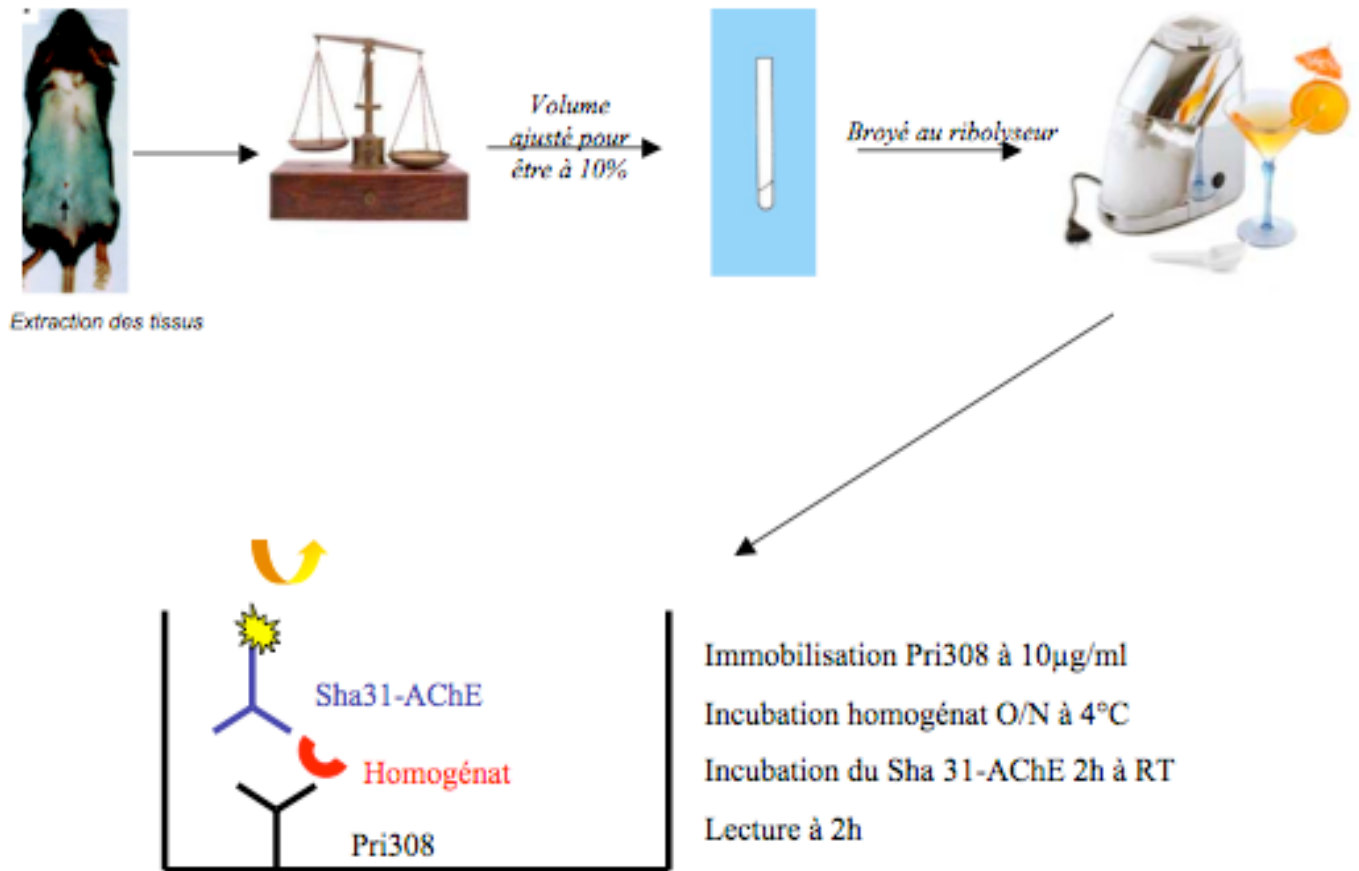 Volume
ajusté pour
être à 10%
Broyé au ribolyseur
Extraction des tissus
Sha31-AChE
Homogénat
Pri308
Immobilisation Pri308 à 10µg/ml
Incubation homogénat O/N à 4°C
Incubation du Sha 31-AChE 2h à RT
Lecture à 2h